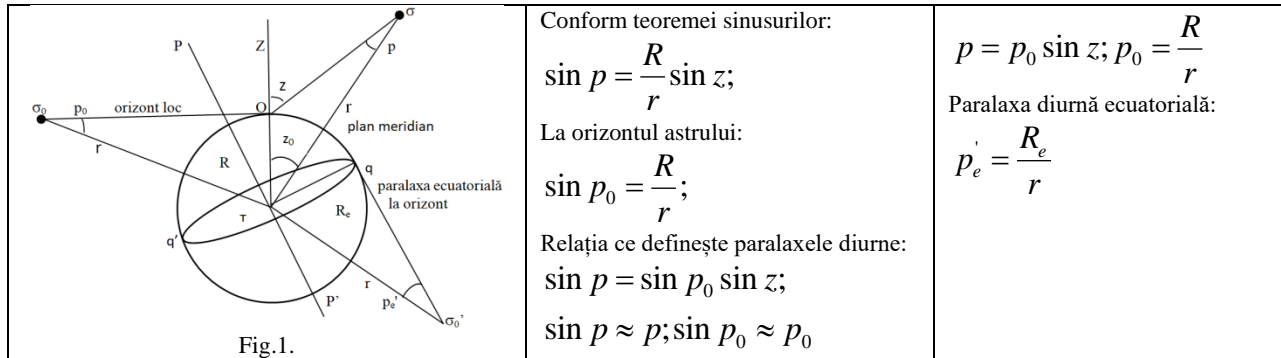 σ
P
Z
p
z
σ₀
p₀
orizont loc
O
r
plan meridian
r
z₀
R
q
paralaxa ecuatorială
la orizont
T
Rₑ
q'
r
P'
pₑ'
σ₀'
Fig.1.
Conform teoremei sinusurilor:
sin p = R/r sin z;
La orizontul astrului:
sin p₀ = R/r;
Relația ce definește paralaxele diurne:
sin p = sin p₀ sin z;
sin p ≈ p; sin p₀ ≈ p₀
p = p₀ sin z; p₀ = R/r
Paralaxa diurnă ecuatorială:
pₑ' = Rₑ/r